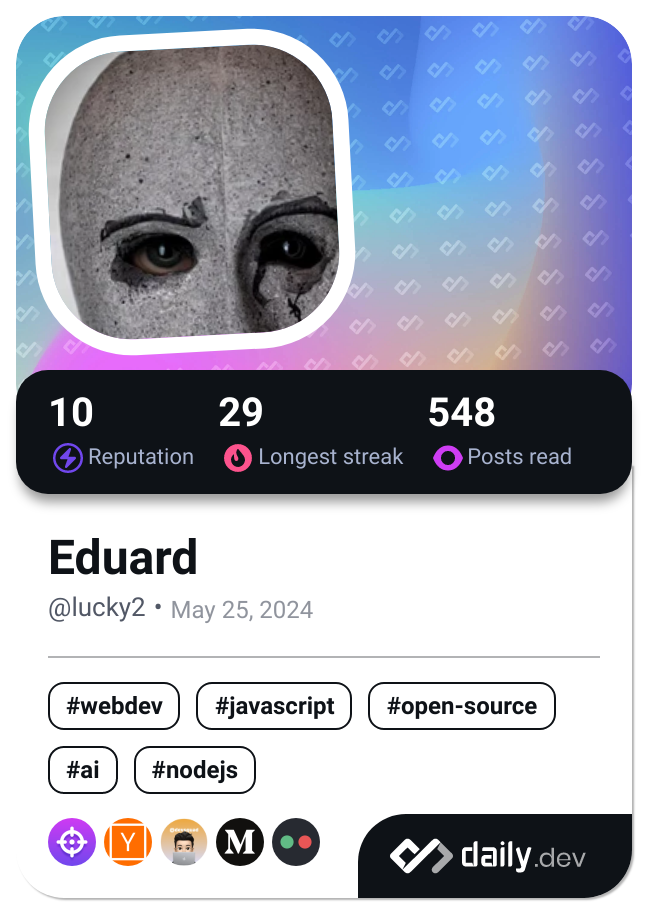 10 29 548
Reputation Longest streak Posts read
Eduard
@lucky2 • May 25, 2024
#webdev #javascript #open-source
#ai #nodejs
Y M
daily.dev